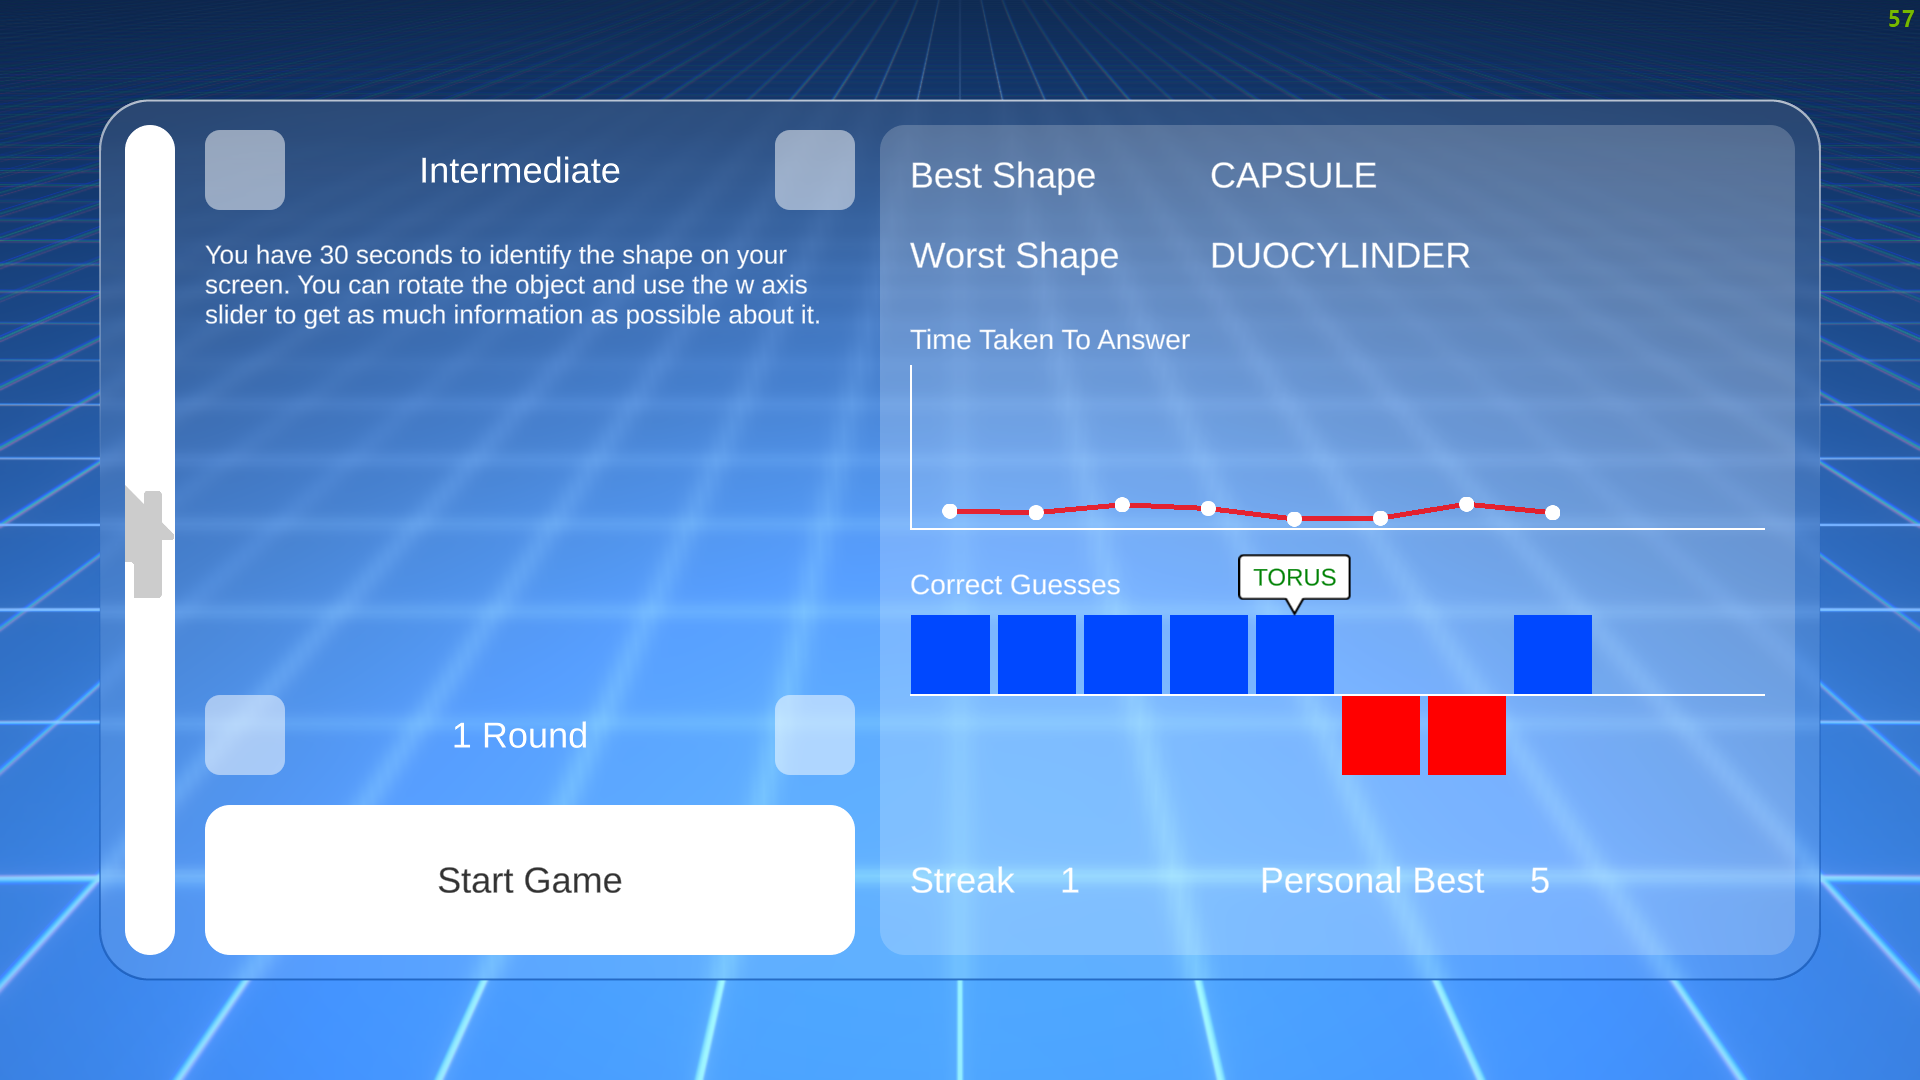 57
Intermediate
You have 30 seconds to identify the shape on your
screen. You can rotate the object and use the w axis
slider to get as much information as possible about it.
1 Round
Start Game
Best Shape CAPSULE
Worst Shape DUOCYLINDER
Time Taken To Answer
Correct Guesses
TORUS
Streak 1 Personal Best 5